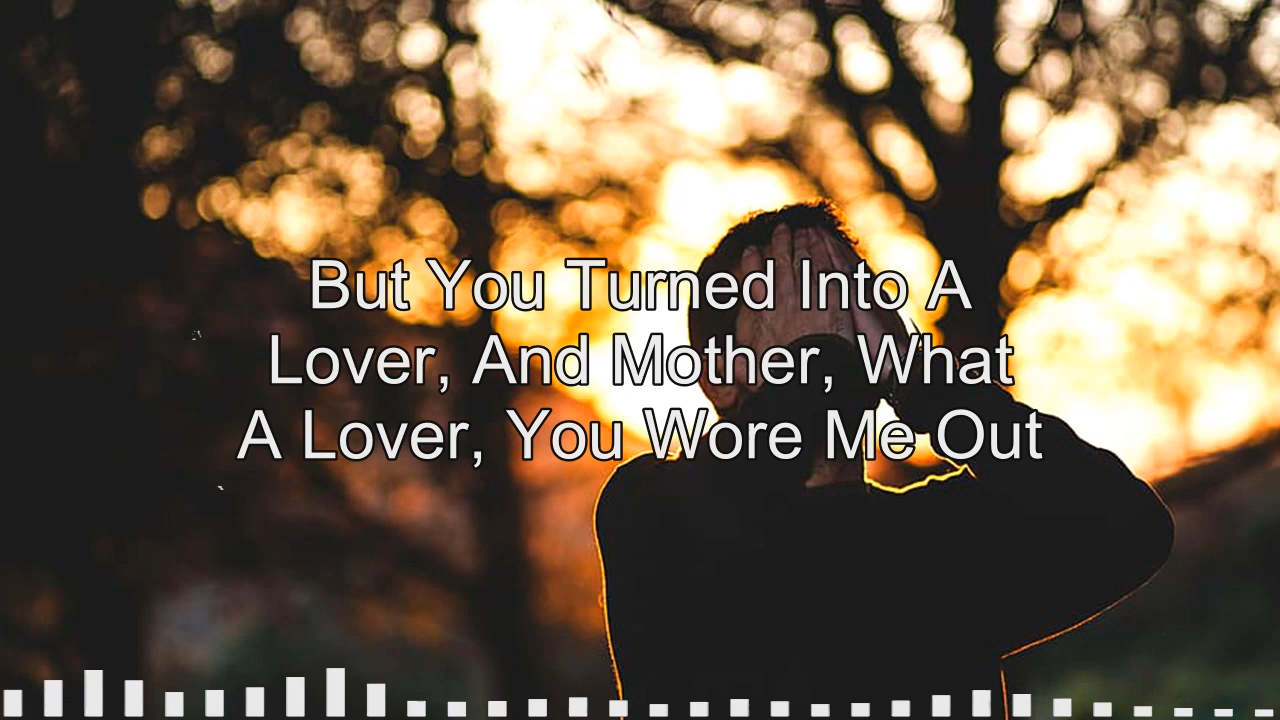 But You Turned Into A
Lover, And Mother, What
A Lover, You Wore Me Out